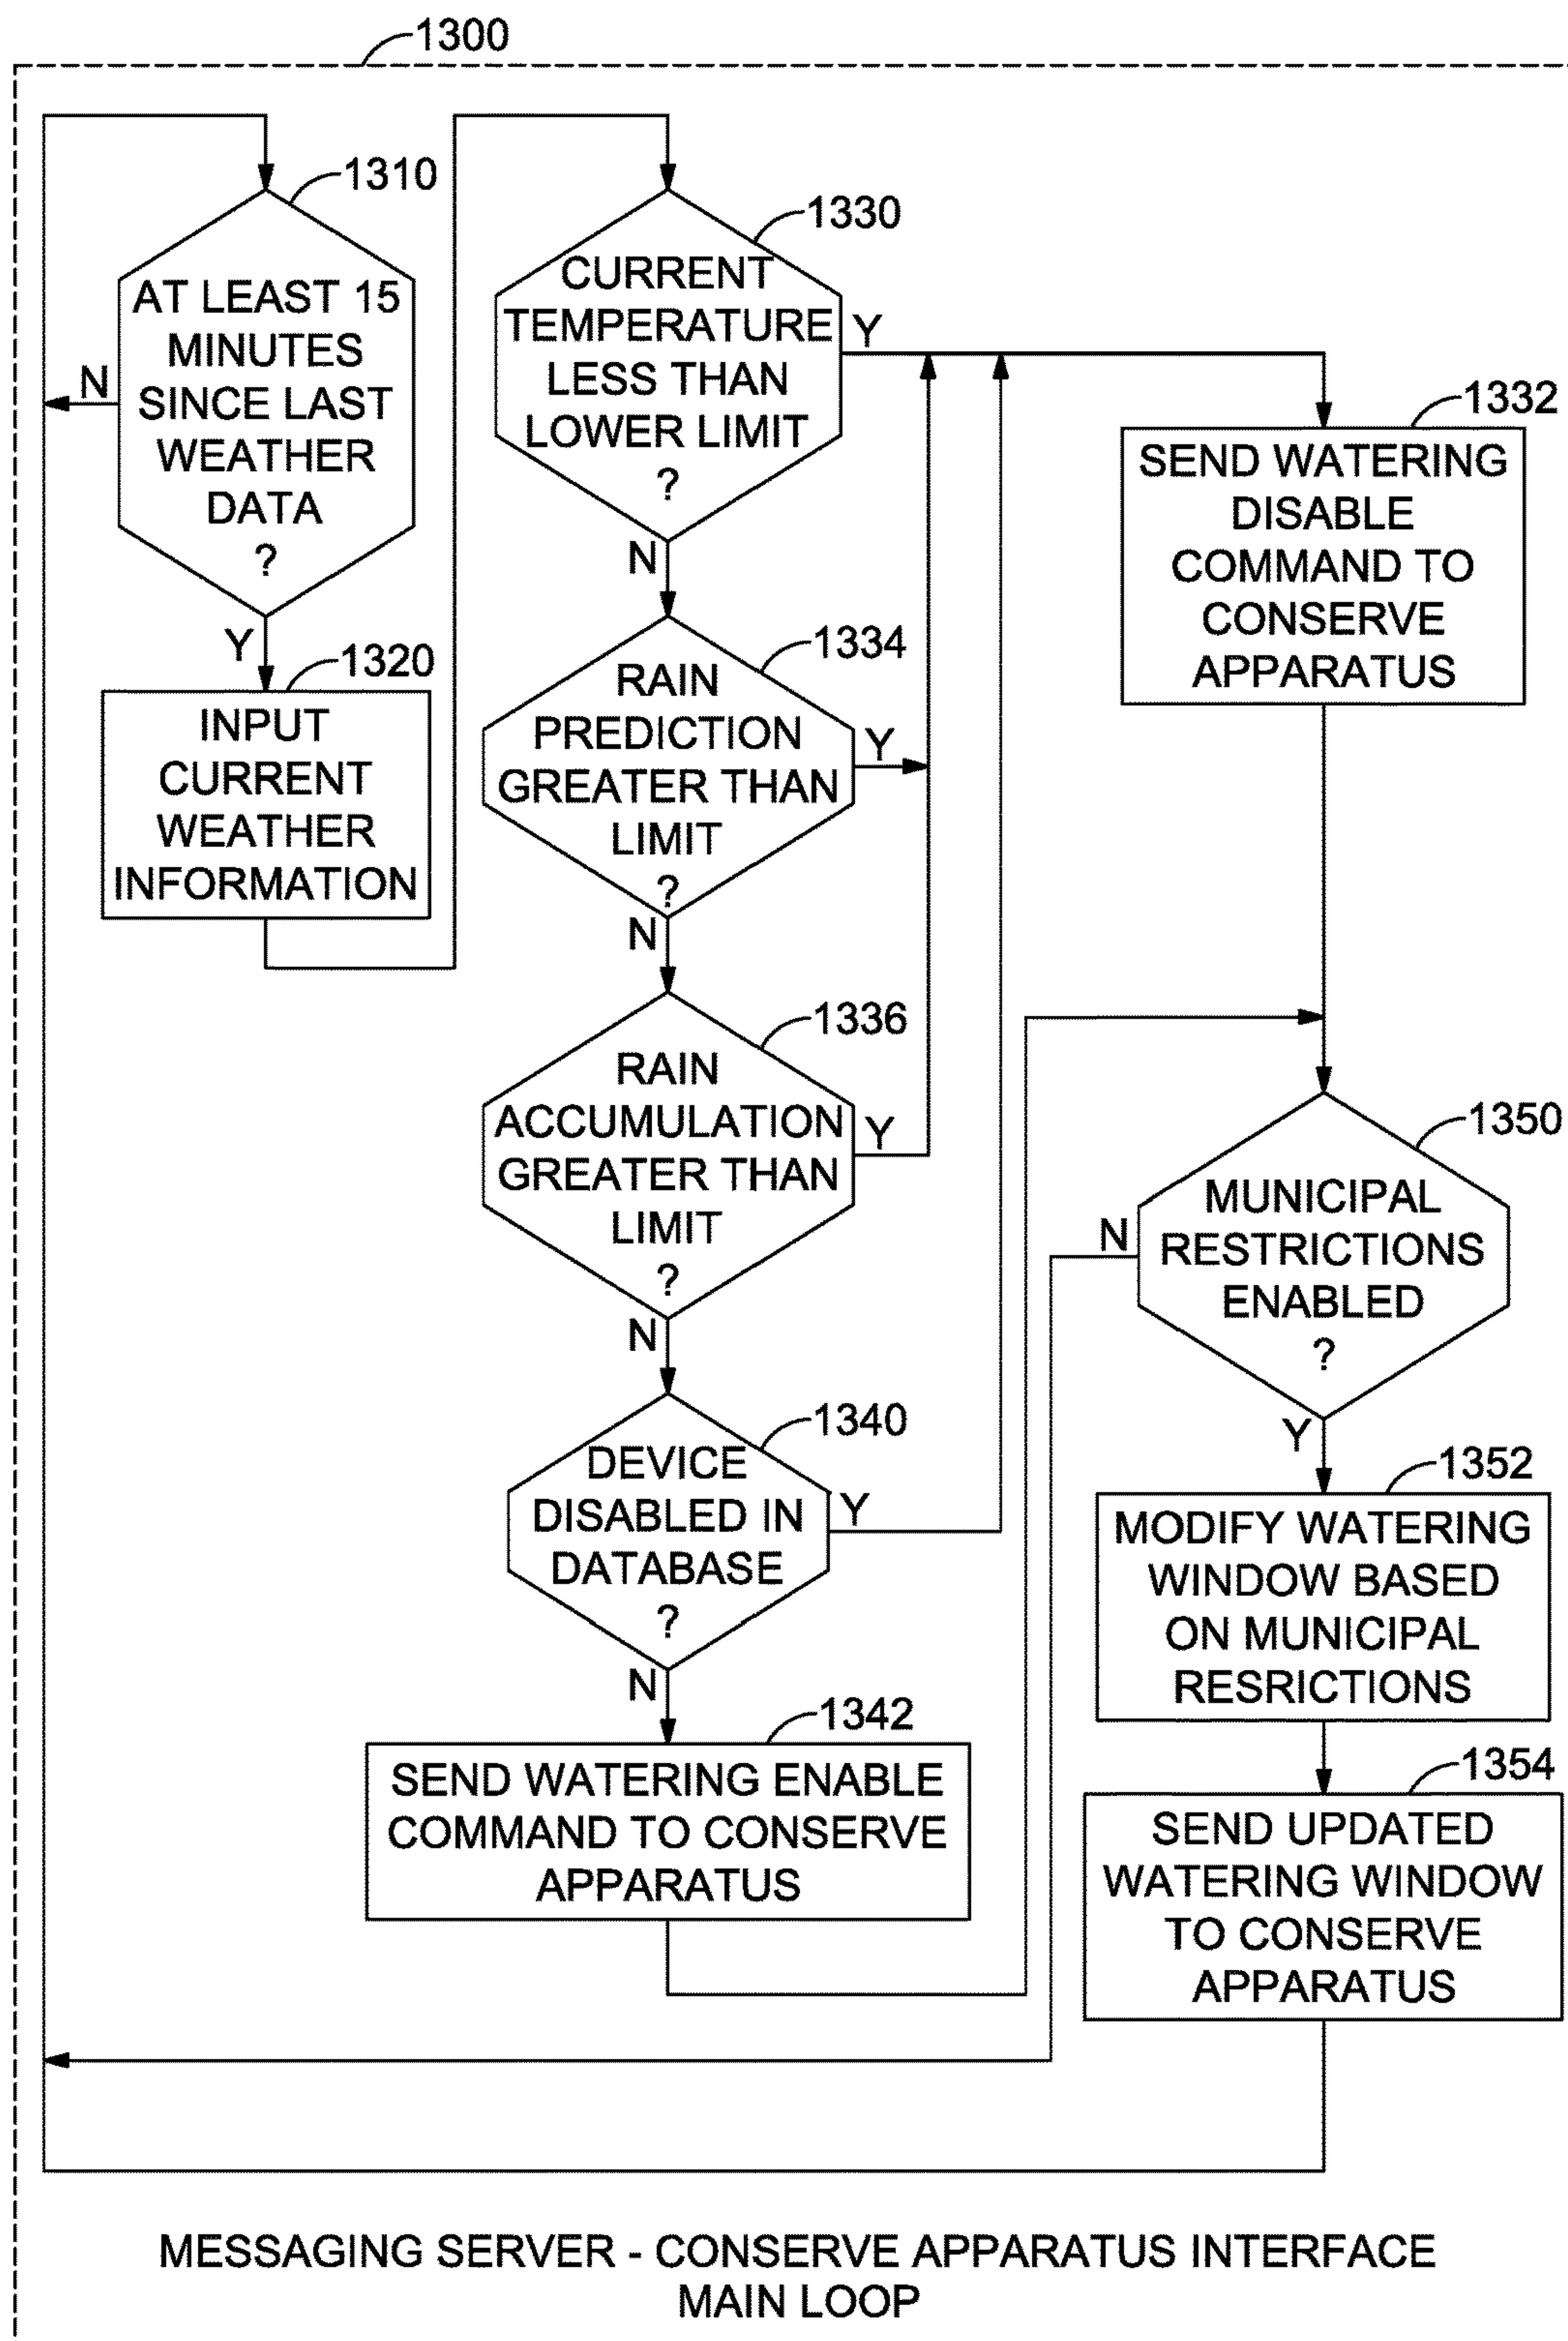 1300
1310
AT LEAST 15
MINUTES
SINCE LAST
WEATHER
DATA
?
N
Y
1320
INPUT
CURRENT
WEATHER
INFORMATION
1330
CURRENT
TEMPERATURE
LESS THAN
LOWER LIMIT
?
Y
N
1334
RAIN
PREDICTION
GREATER THAN
LIMIT
?
Y
N
1336
RAIN
ACCUMULATION
GREATER THAN
LIMIT
?
Y
N
1340
DEVICE
DISABLED IN
DATABASE
?
Y
N
1342
SEND WATERING ENABLE
COMMAND TO CONSERVE
APPARATUS
1332
SEND WATERING
DISABLE
COMMAND TO
CONSERVE
APPARATUS
1350
MUNICIPAL
RESTRICTIONS
ENABLED
?
N
Y
1352
MODIFY WATERING
WINDOW BASED
ON MUNICIPAL
RESRICTIONS
1354
SEND UPDATED
WATERING WINDOW
TO CONSERVE
APPARATUS
MESSAGING SERVER - CONSERVE APPARATUS INTERFACE
MAIN LOOP